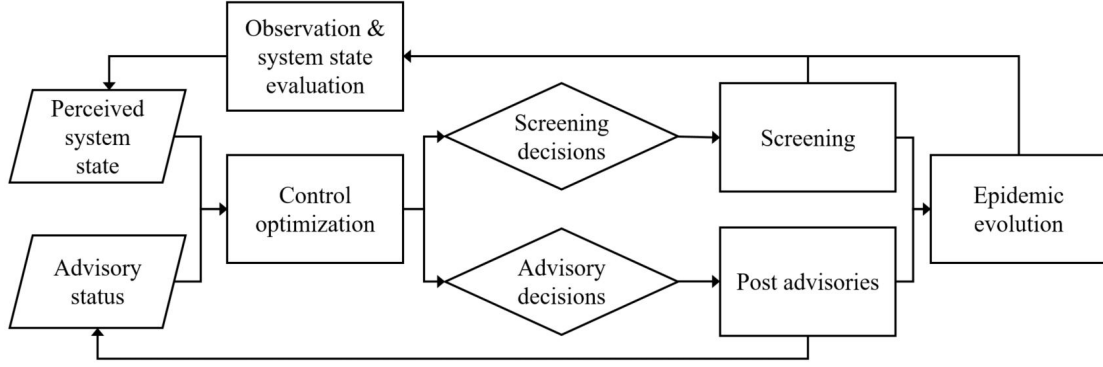 Observation &
system state
evaluation
Perceived
system
state
Screening
decisions
Screening
Control
optimization
Epidemic
evolution
Advisory
status
Advisory
decisions
Post advisories